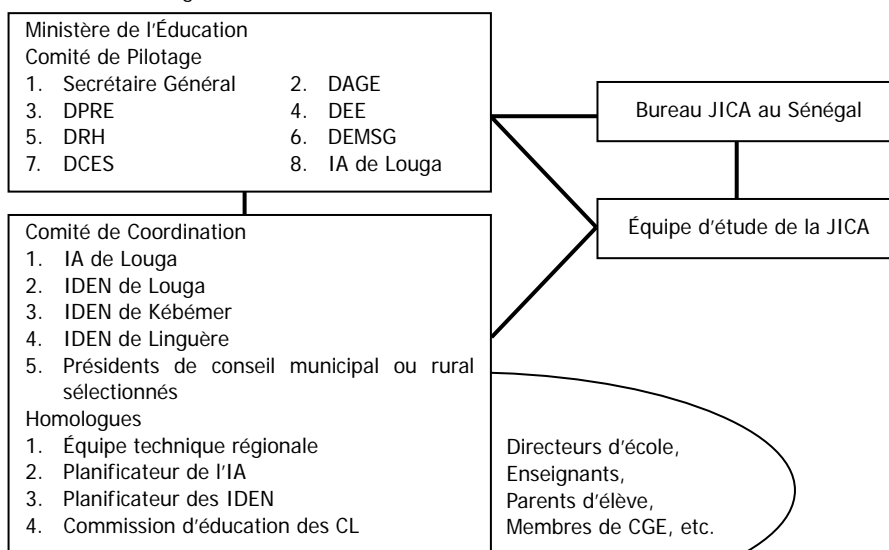 Ministère de l'Éducation
Comité de Pilotage
1. Secrétaire Général 2. DAGE
3. DPRE 4. DEE
5. DRH 6. DEMSG
7. DCES 8. IA de Louga
Bureau JICA au Sénégal
Équipe d'étude de la JICA
Comité de Coordination
1. IA de Louga
2. IDEN de Louga
3. IDEN de Kébémer
4. IDEN de Linguère
5. Présidents de conseil municipal ou rural
sélectionnés
Homologues
1. Équipe technique régionale
2. Planificateur de l'IA
3. Planificateur des IDEN
4. Commission d'éducation des CL
Directeurs d'école,
Enseignants,
Parents d'élève,
Membres de CGE, etc.